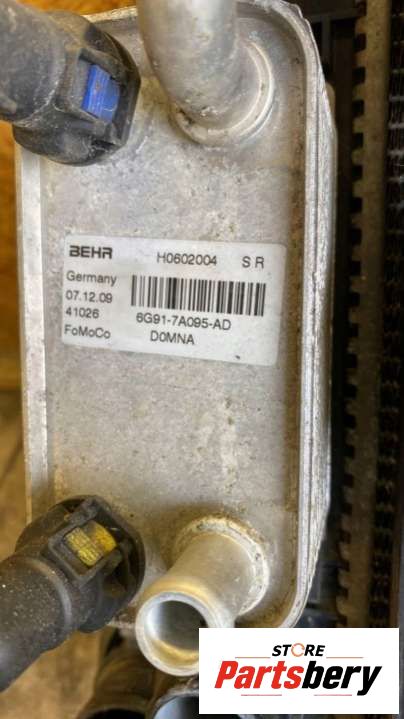 BEHR H0602004 S R
Germany
07.12.09
41026 6G91-7A095-AD
FoMoCo D0MNA
STORE
Partsbery